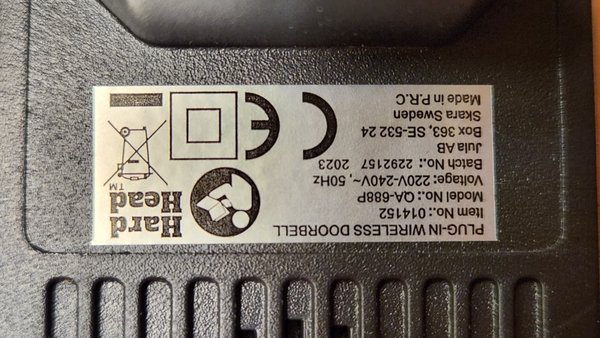 PLUG-IN WIRELESS DOORBELL
Item No.: 014152
Model No.: QA-688P
Voltage: 220V-240V~, 50Hz
Batch No.: 2292157 2023
Jula AB
Box 363, SE-532 24
Skara Sweden
Made in P.R.C
Hard
Head
TM
CE